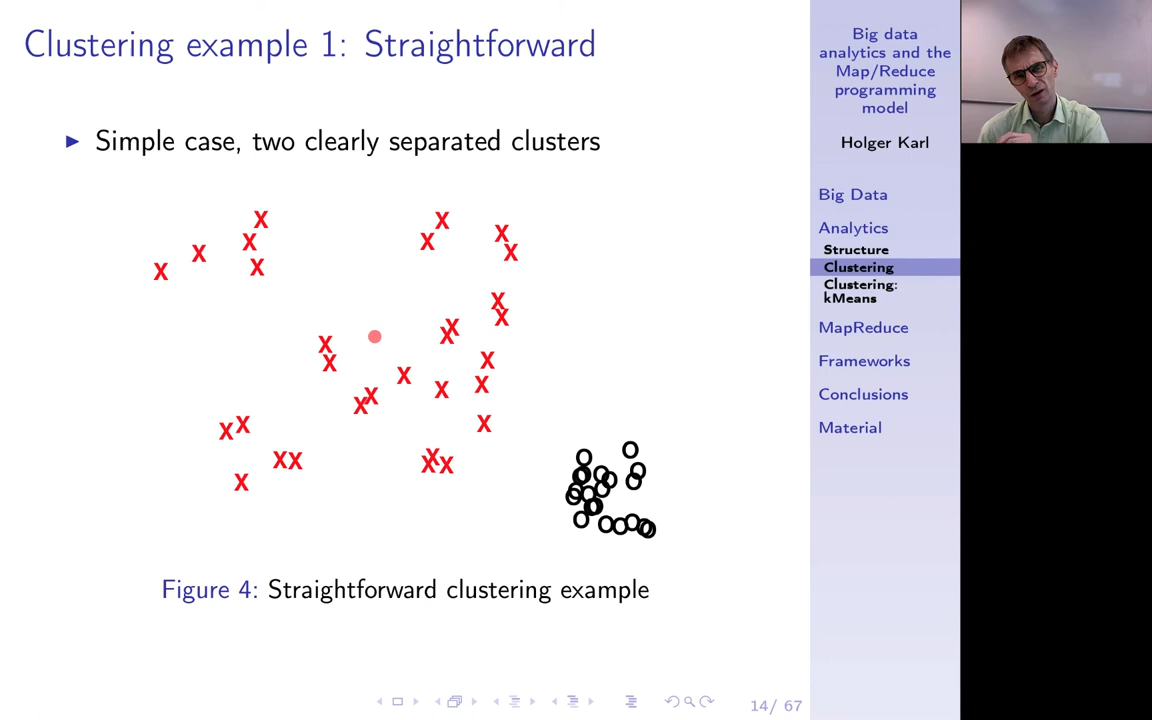 Clustering example 1: Straightforward
Simple case, two clearly separated clusters
Figure 4: Straightforward clustering example
14/ 67
Big data
analytics and the
Map/Reduce
programming
model
Holger Karl
Big Data
Analytics
Structure
Clustering
Clustering:
kMeans
MapReduce
Frameworks
Conclusions
Material